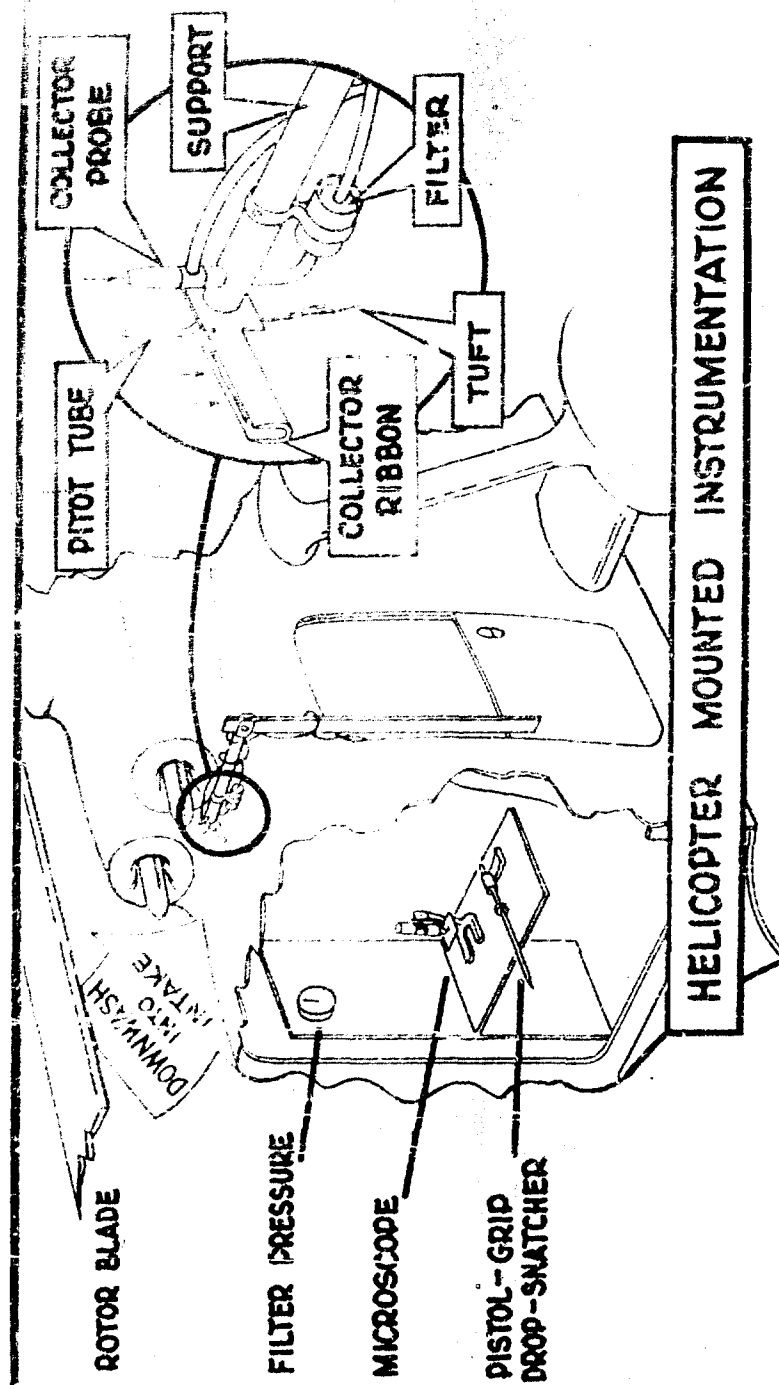 COLLECTOR
PROBE
SUPPORT
PITOT TUBE
FILTER
TUFT
COLLECTOR
RIBBON
ROTOR BLADE
DOWNWASH
INTO
INTAKE
FILTER PRESSURE
MICROSCOPE
PISTOL-GRIP
DROP-SNATCHER
HELICOPTER MOUNTED INSTRUMENTATION